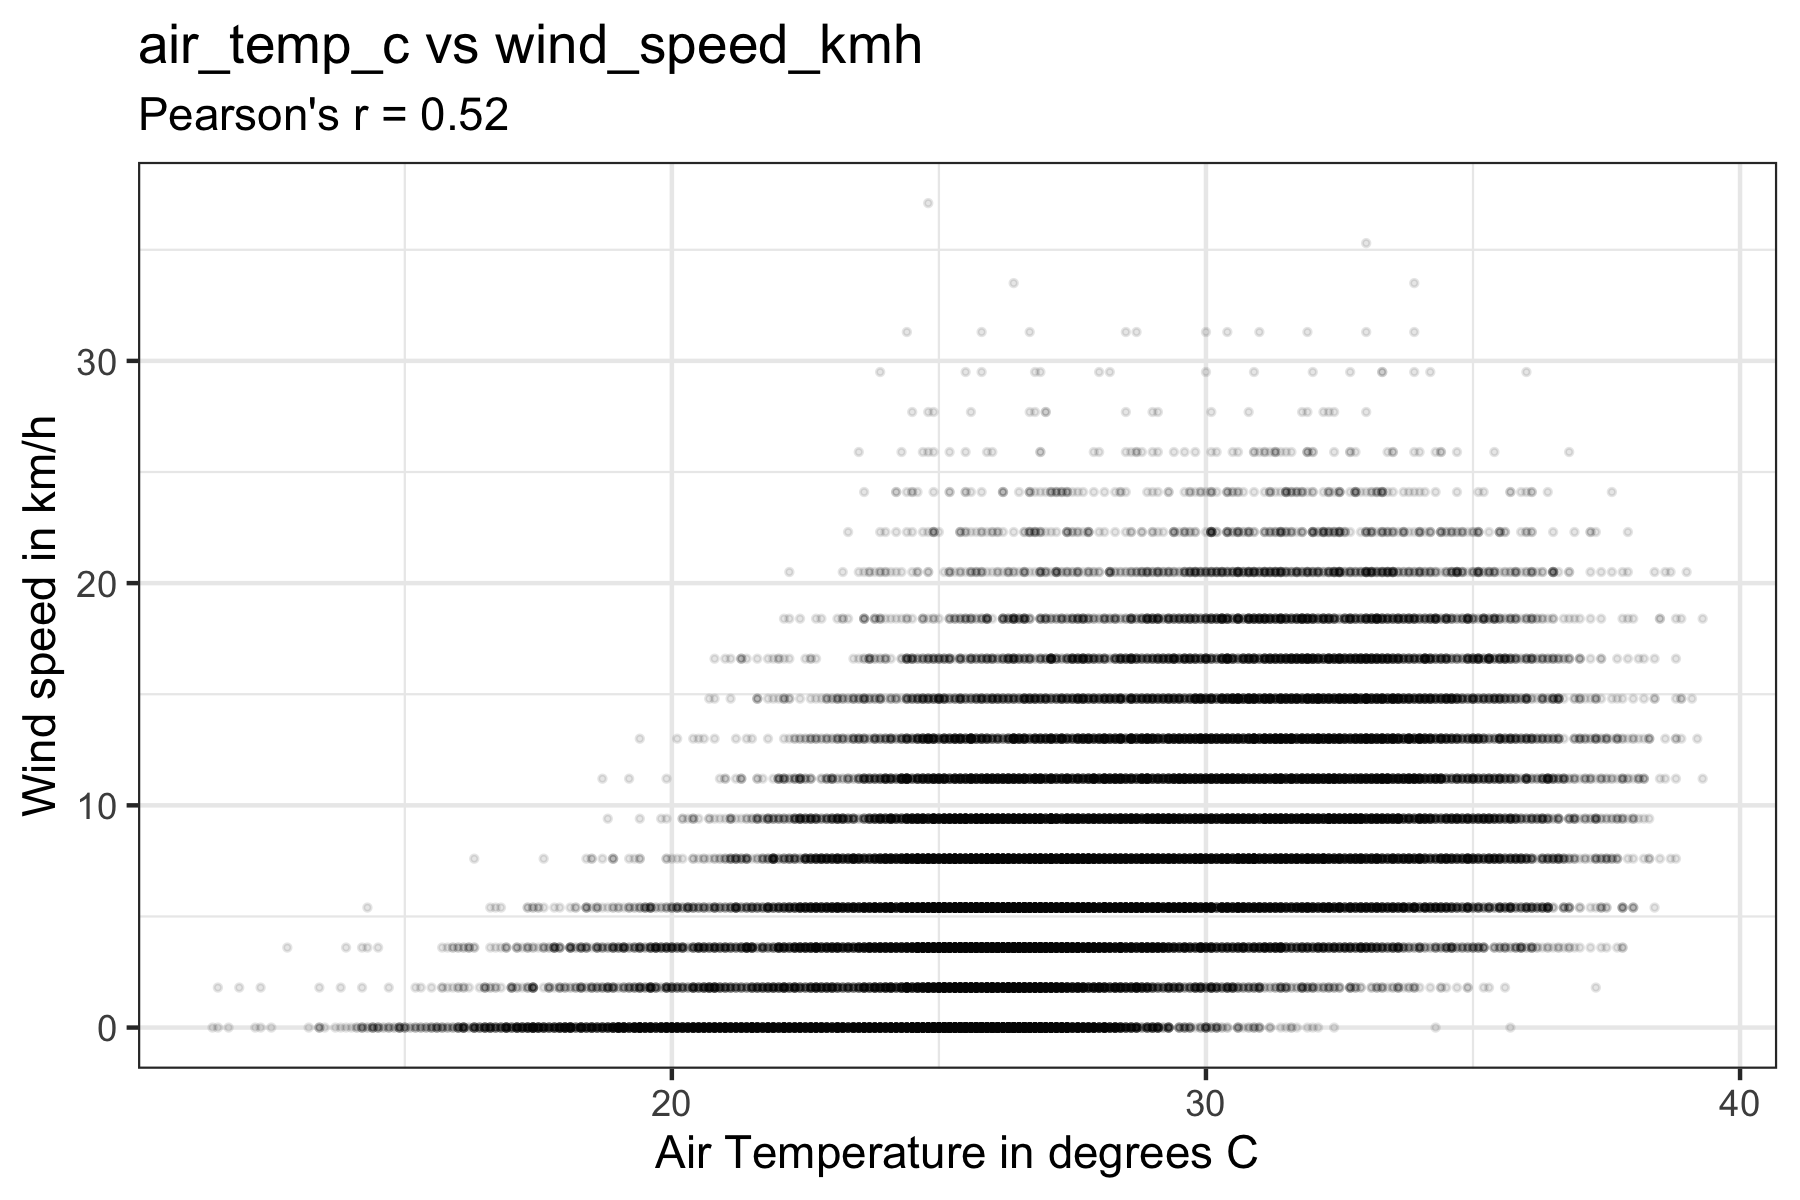 air_temp_c vs wind_speed_kmh
Pearson's r = 0.52
30
20
10
0
Wind speed in km/h
20
30
40
Air Temperature in degrees C